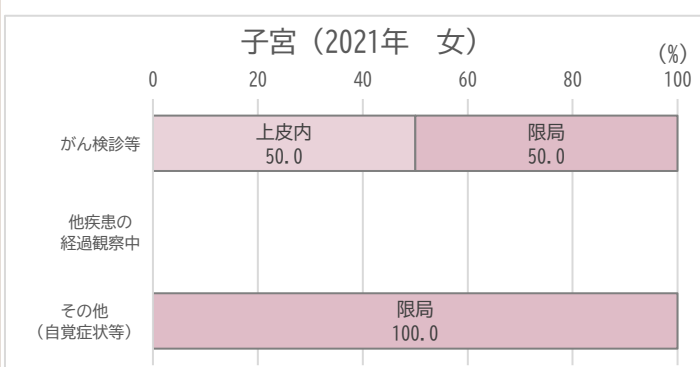 子宮（2021年　女）
(%)
0 20 40 60 80 100
がん検診等
上皮内 限局
50.0 50.0
他疾患の
経過観察中
その他
（自覚症状等）
限局
100.0